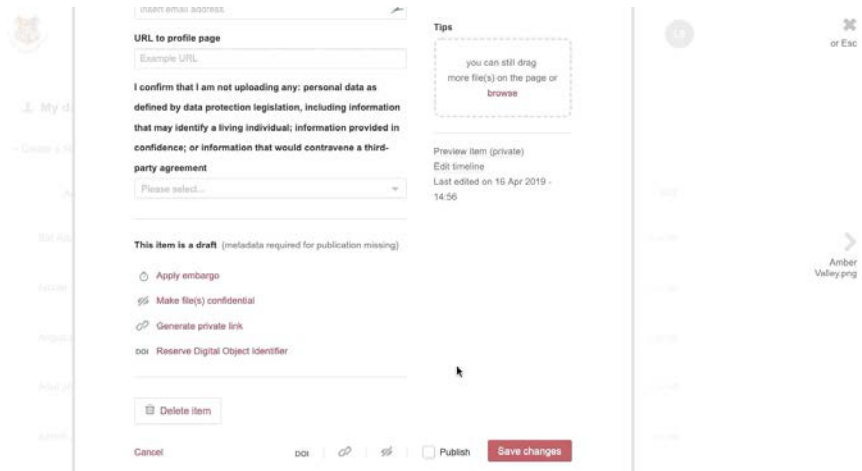 Insert email address
URL to profile page
Example URL
I confirm that I am not uploading any: personal data as
defined by data protection legislation, including information
that may identify a living individual; information provided in
confidence; or information that would contravene a third-
party agreement
Please select...
This item is a draft (metadata required for publication missing)
Apply embargo
Make file(s) confidential
Generate private link
DOI Reserve Digital Object Identifier
Delete item
Cancel
DOI
Publish
Save changes
Tips
you can still drag
more file(s) on the page or
browse
Preview item (private)
Edit timeline
Last edited on 16 Apr 2019 -
14:56
or Esc
Amber
Valley.png
My d